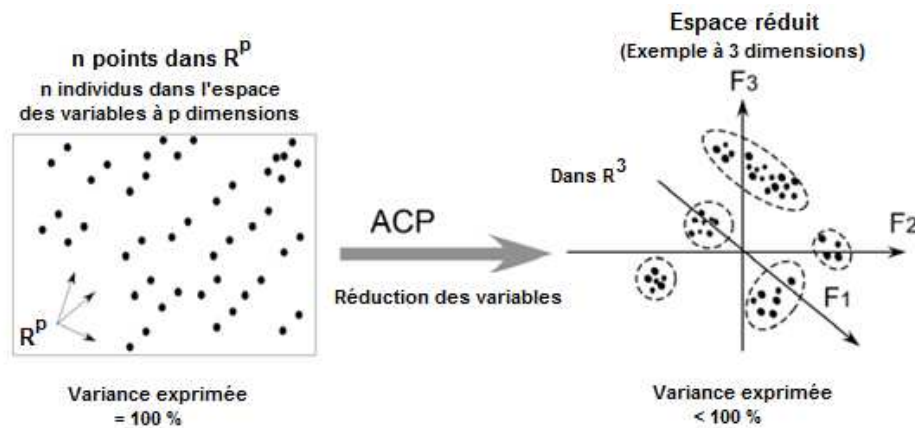 n points dans R^p
n individus dans l'espace
des variables à p dimensions
R^p
Variance exprimée
= 100 %
ACP
Réduction des variables
Espace réduit
(Exemple à 3 dimensions)
F3
Dans R^3
F2
F1
Variance exprimée
< 100 %